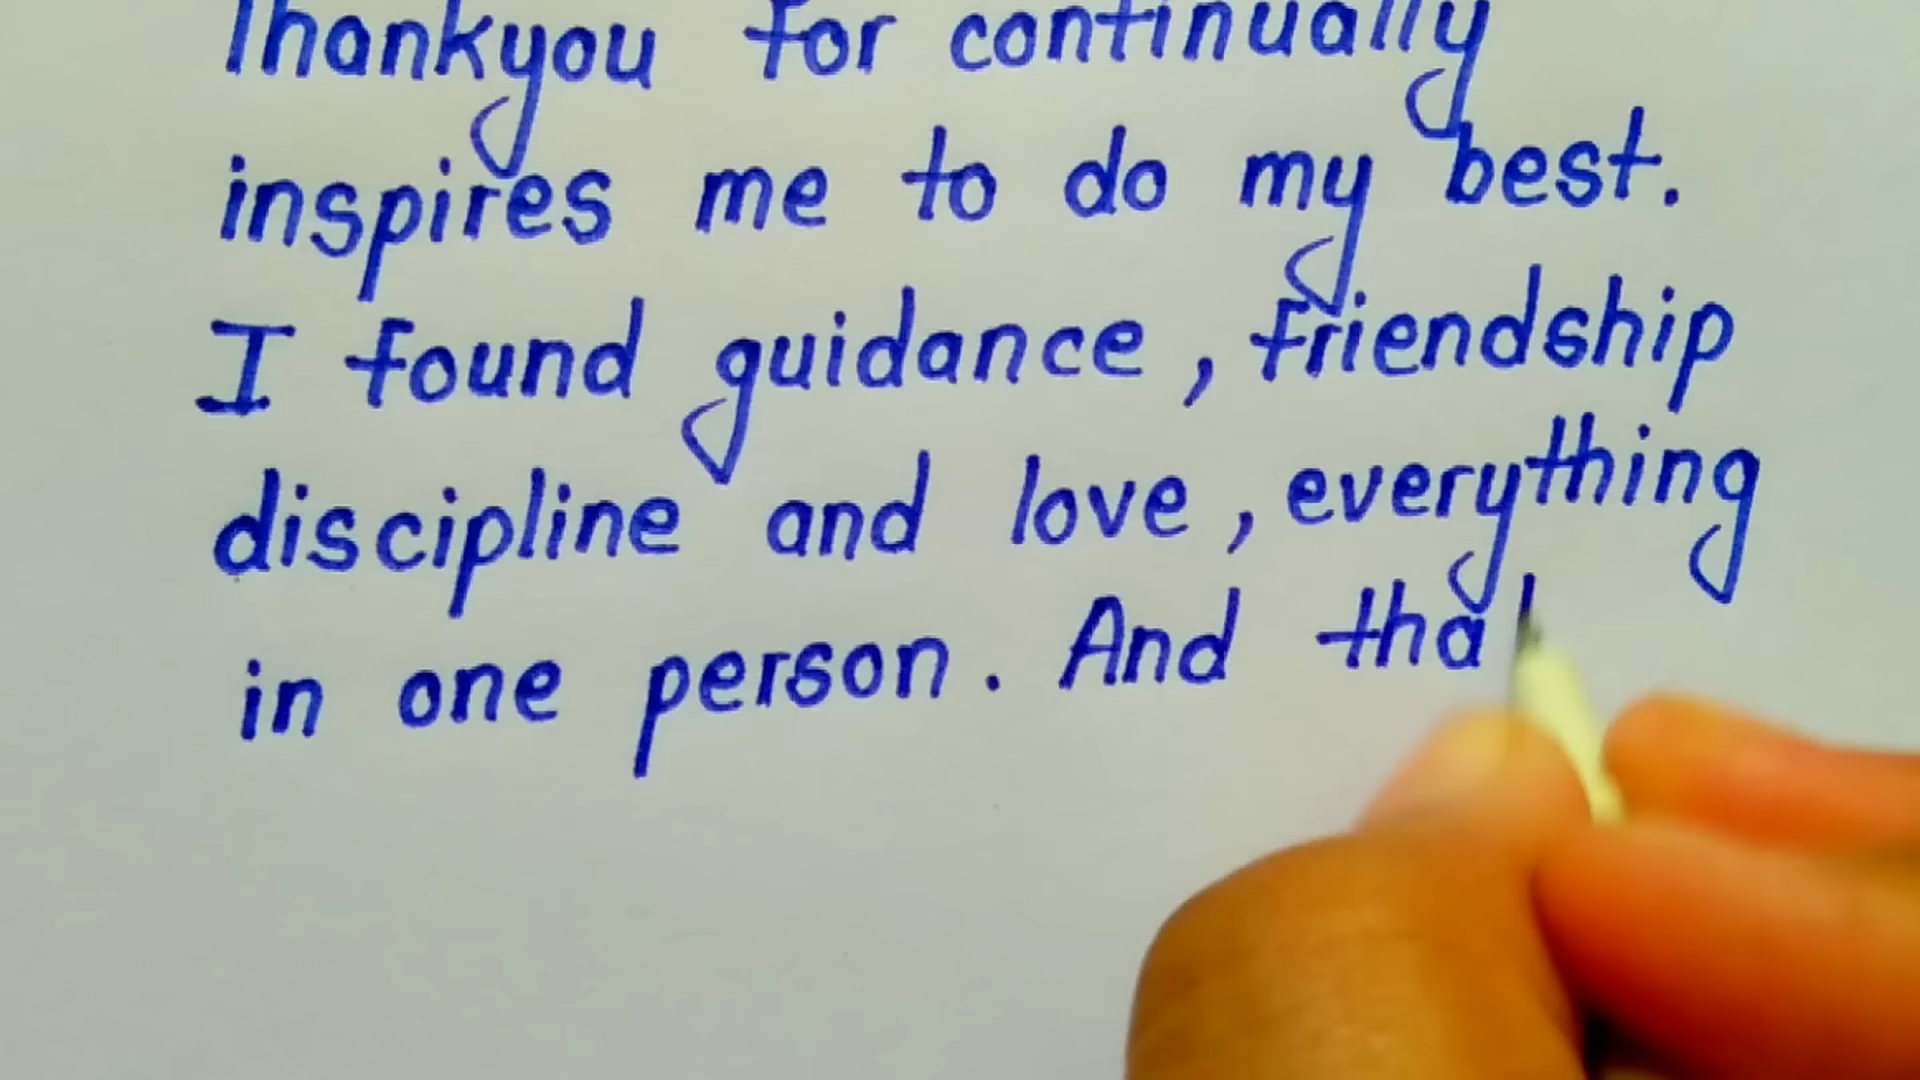 Thankyou for continually
inspires me to do my best.
I found guidance, friendship
discipline and love, everything
in one person. And tha